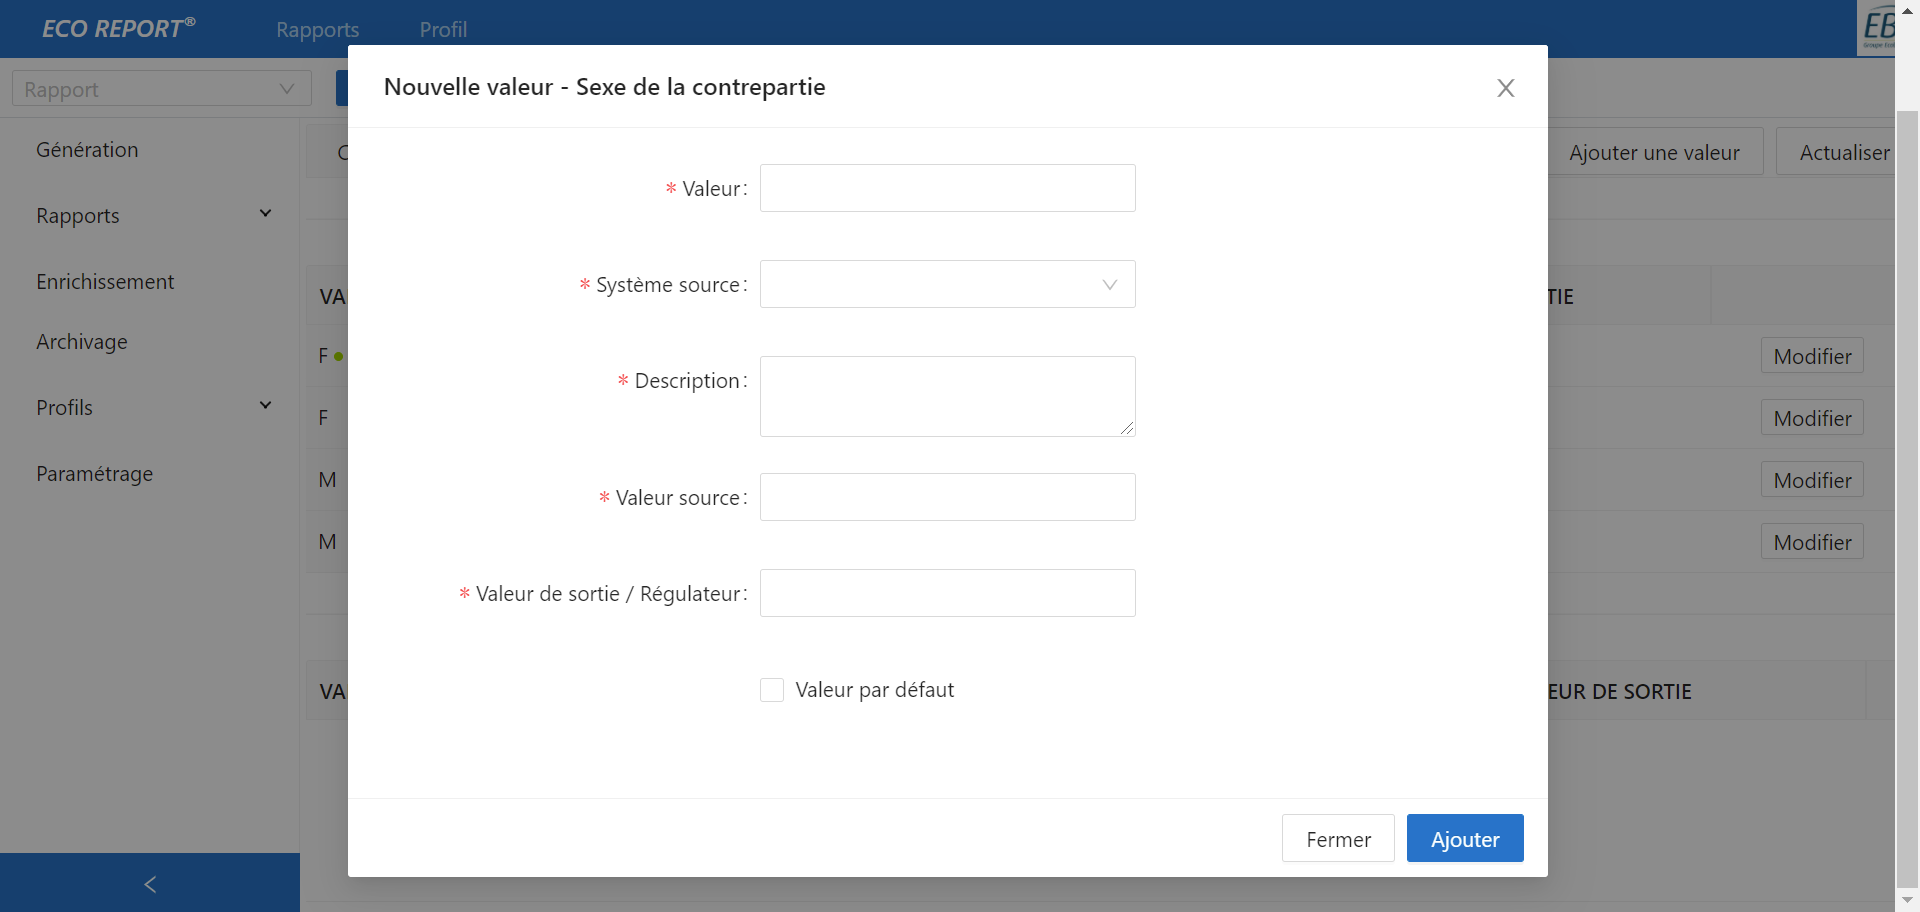 ECO REPORT®
Rapports
Profil
EB
Rapport
Nouvelle valeur - Sexe de la contrepartie
Génération
Rapports
Enrichissement
Archivage
Profils
Paramétrage
Ajouter une valeur
Actualiser
* Valeur:
* Système source:
* Description:
* Valeur source:
* Valeur de sortie / Régulateur:
Valeur par défaut
VA
TIE
F
Modifier
F
Modifier
M
Modifier
M
Modifier
VA
EUR DE SORTIE
Fermer
Ajouter